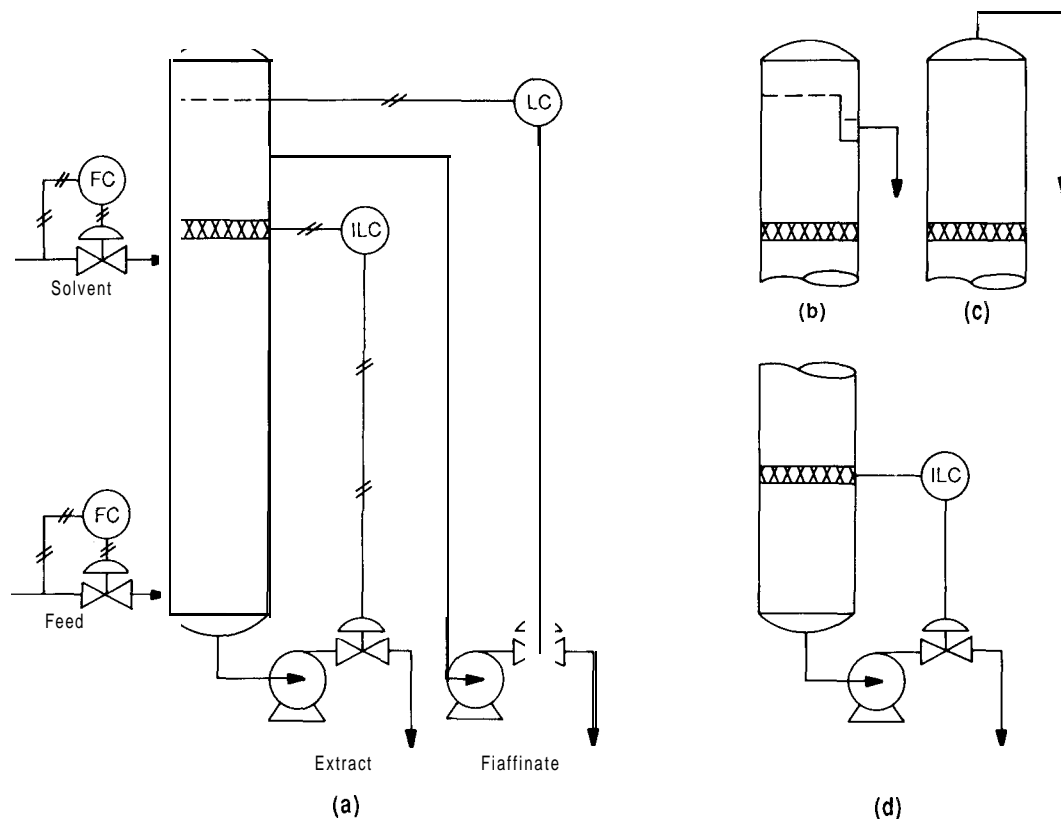 LC
FC
ILC
Solvent
(b)
(c)
FC
ILC
Feed
Extract
Fiaffinate
(a)
(d)